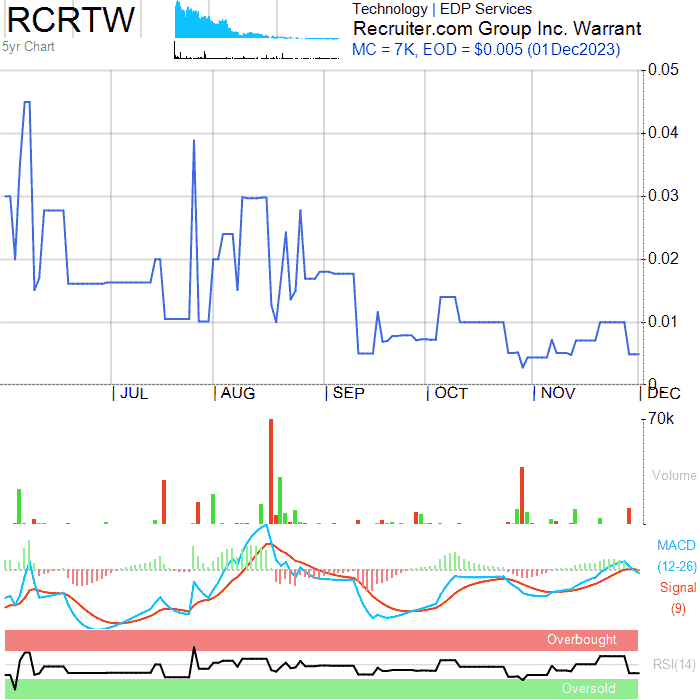 RCRTW
5yr Chart
Technology | EDP Services
Recruiter.com Group Inc. Warrant
MC = 7K, EOD = $0.005 (01Dec2023)
0.05
0.04
0.03
0.02
0.01
0
JUL AUG SEP OCT NOV DEC
70k
Volume
MACD
(12-26)
Signal
(9)
Overbought
RSI(14)
Oversold